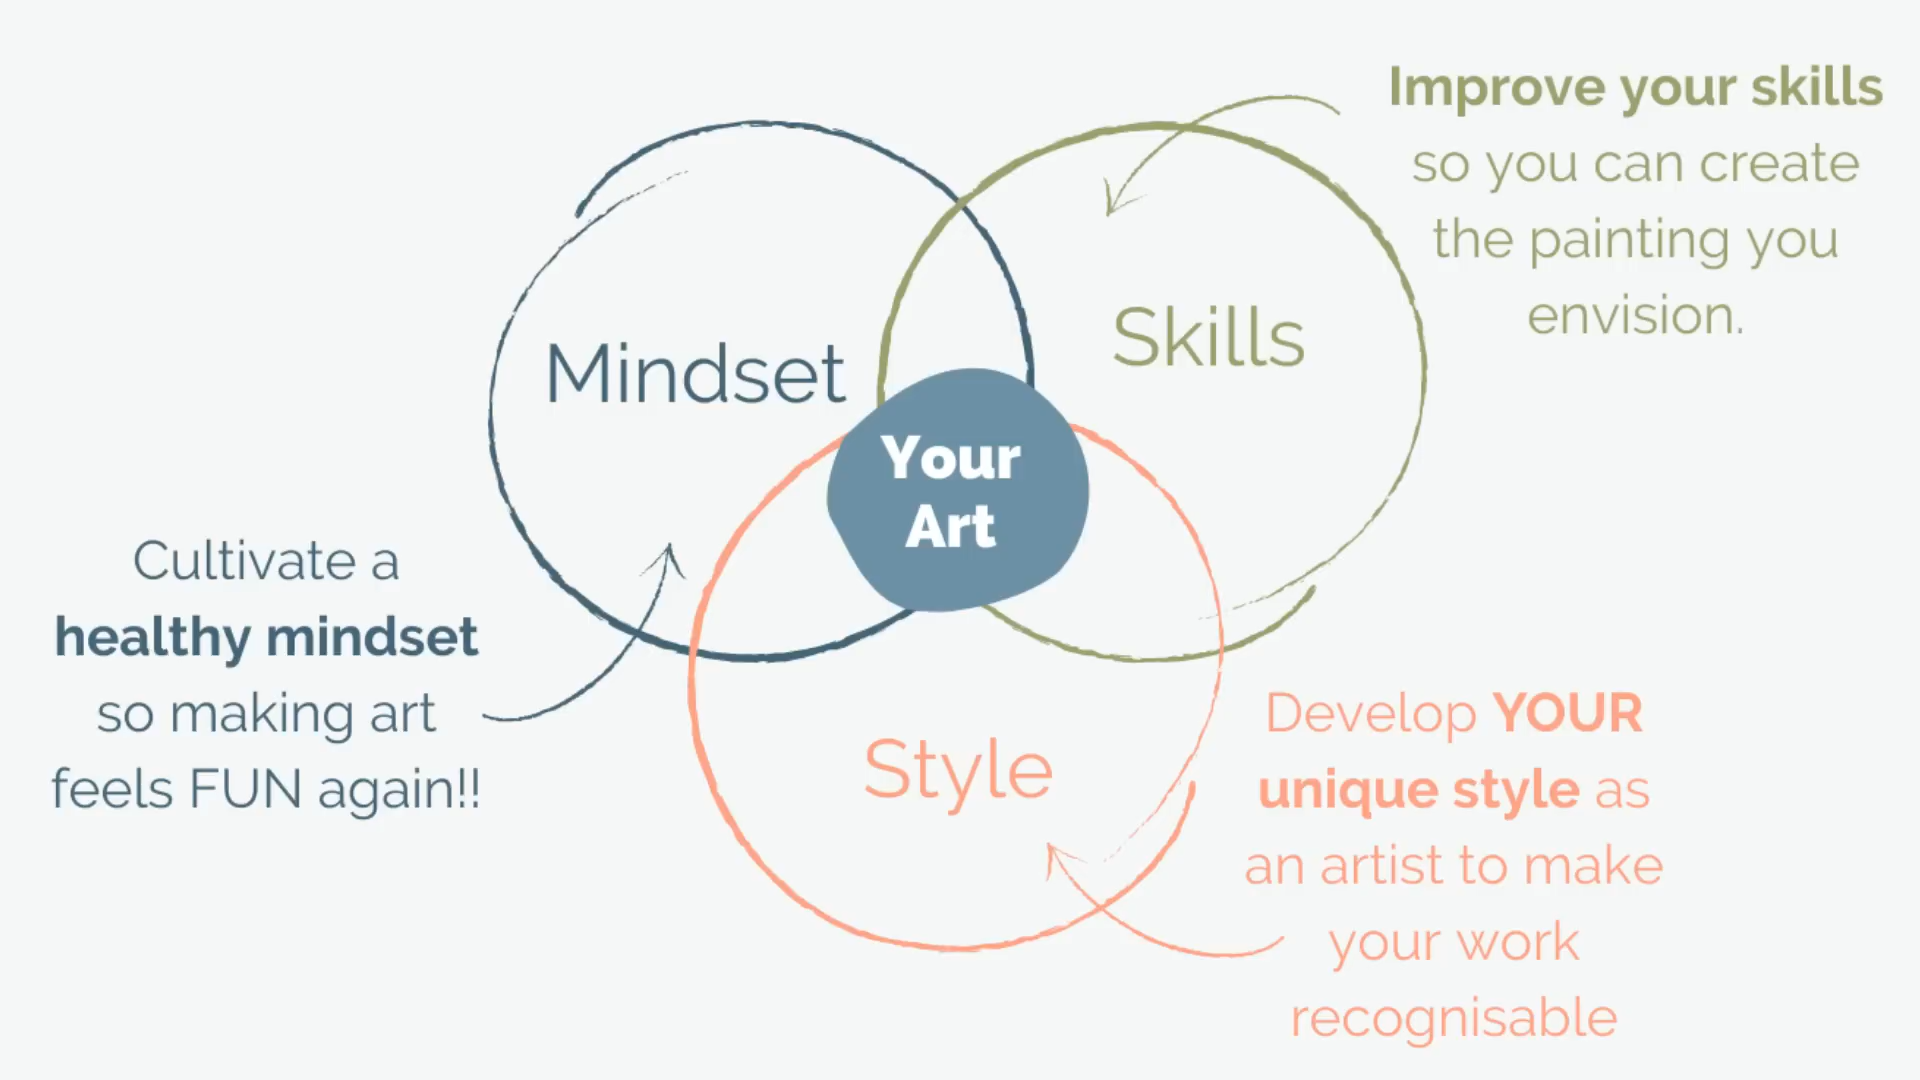 Improve your skills
so you can create
the painting you
envision.
Skills
Mindset
Your
Art
Cultivate a
healthy mindset
so making art
feels FUN again!!
Style
Develop YOUR
unique style as
an artist to make
your work
recognisable